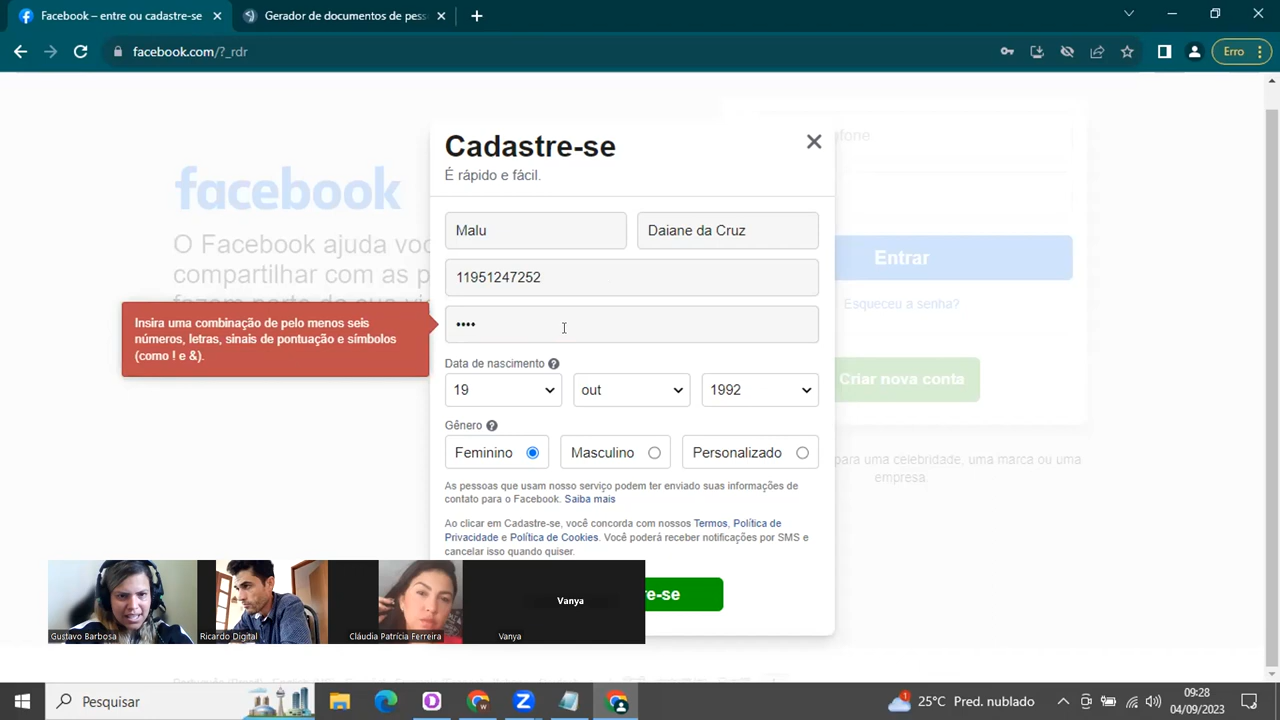 Facebook – entre ou cadastre-se
Gerador de documentos de pess
facebook.com/?_rdr
Erro
Cadastre-se
É rápido e fácil.
facebook
O Facebook ajuda voc
compartilhar com as p
Malu
Daiane da Cruz
11951247252
Entrar
Esqueceu a senha?
Criar nova conta
Insira uma combinação de pelo menos seis
números, letras, sinais de pontuação e símbolos
(como ! e &).
••••
Data de nascimento
19
out
1992
Gênero
Feminino
Masculino
Personalizado
para uma celebridade, uma marca ou uma
empresa.
As pessoas que usam nosso serviço podem ter enviado suas informações de
contato para o Facebook. Saiba mais
Ao clicar em Cadastre-se, você concorda com nossos Termos, Política de
Privacidade e Política de Cookies. Você poderá receber notificações por SMS e
cancelar isso quando quiser.
re-se
Vanya
Gustavo Barbosa
Ricardo Digital
Cláudia Patrícia Ferreira
Vanya
Pesquisar
1
25°C Pred. nublado
09:28
04/09/2023